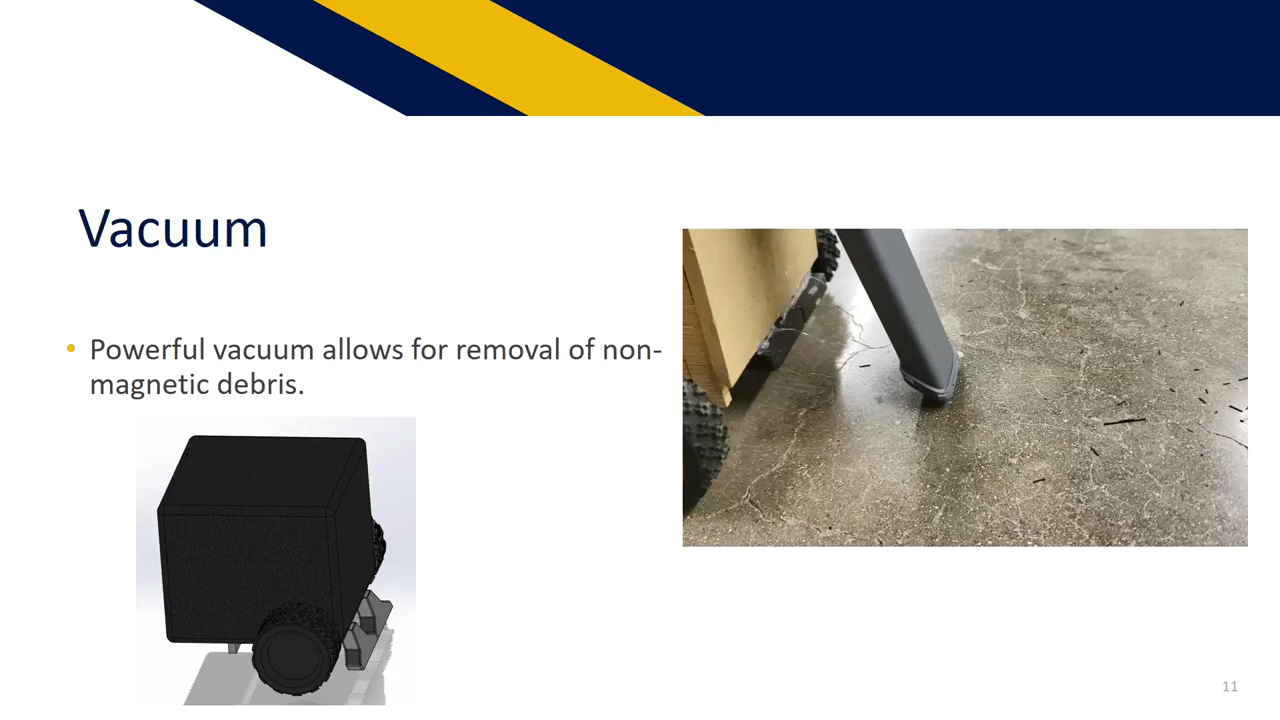 Vacuum
• Powerful vacuum allows for removal of non-
magnetic debris.
11